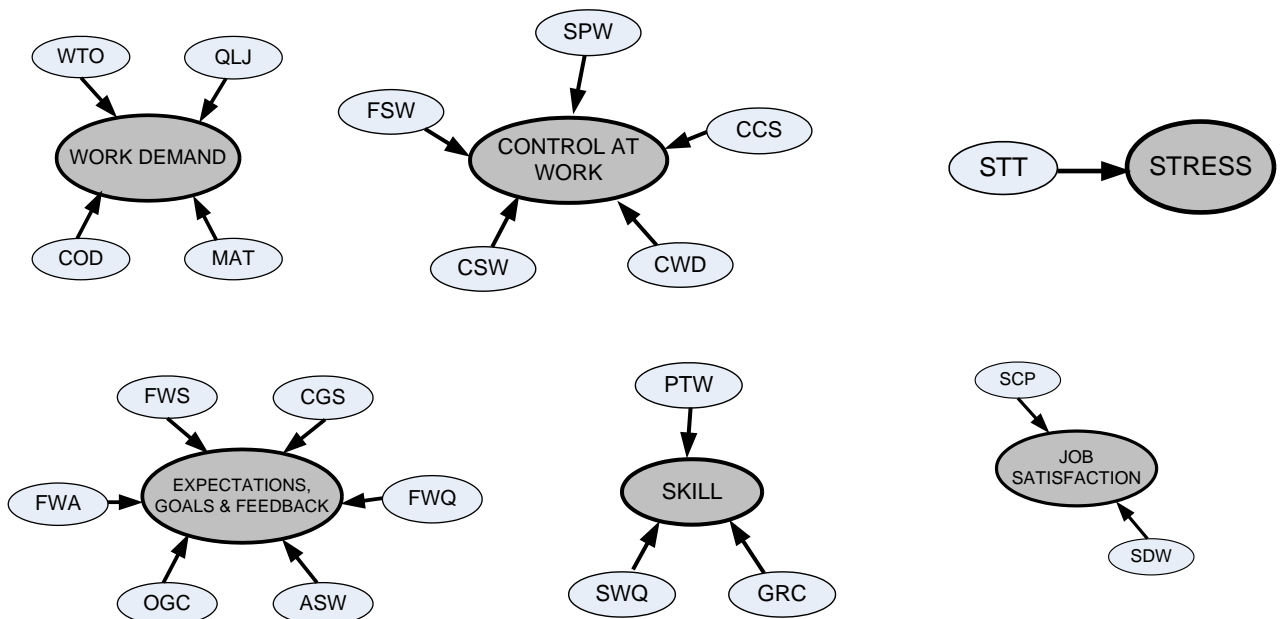 SPW
WTO
QLJ
FSW
CCS
WORK DEMAND
CONTROL AT
WORK
STT
STRESS
COD
MAT
CSW
CWD
FWS
CGS
PTW
SCP
EXPECTATIONS,
GOALS & FEEDBACK
FWA
FWQ
SKILL
JOB
SATISFACTION
OGC
ASW
SWQ
GRC
SDW